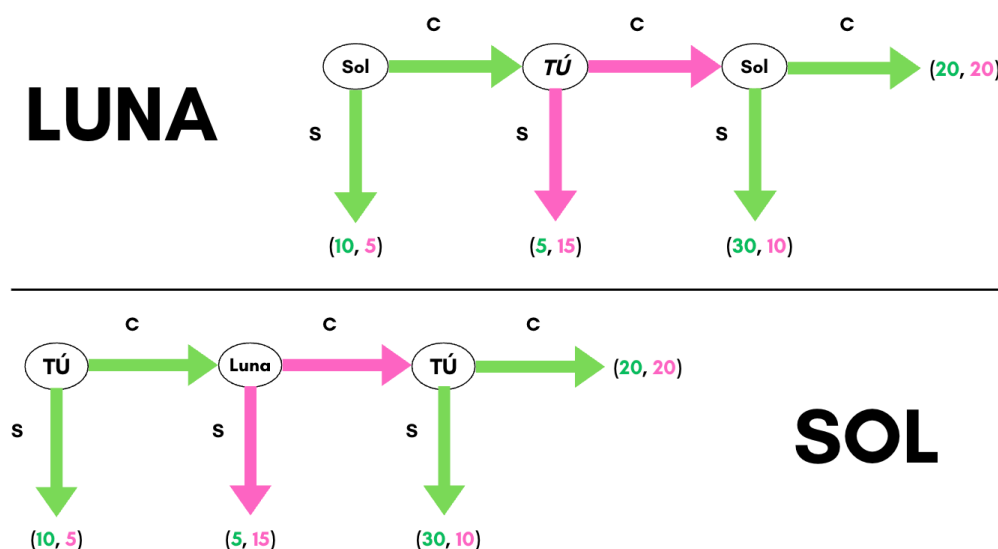 C C C
Sol TÚ Sol (20, 20)
LUNA
S S S
(10, 5) (5, 15) (30, 10)
C C C
TÚ Luna TÚ (20, 20)
S S S
SOL
(10, 5) (5, 15) (30, 10)